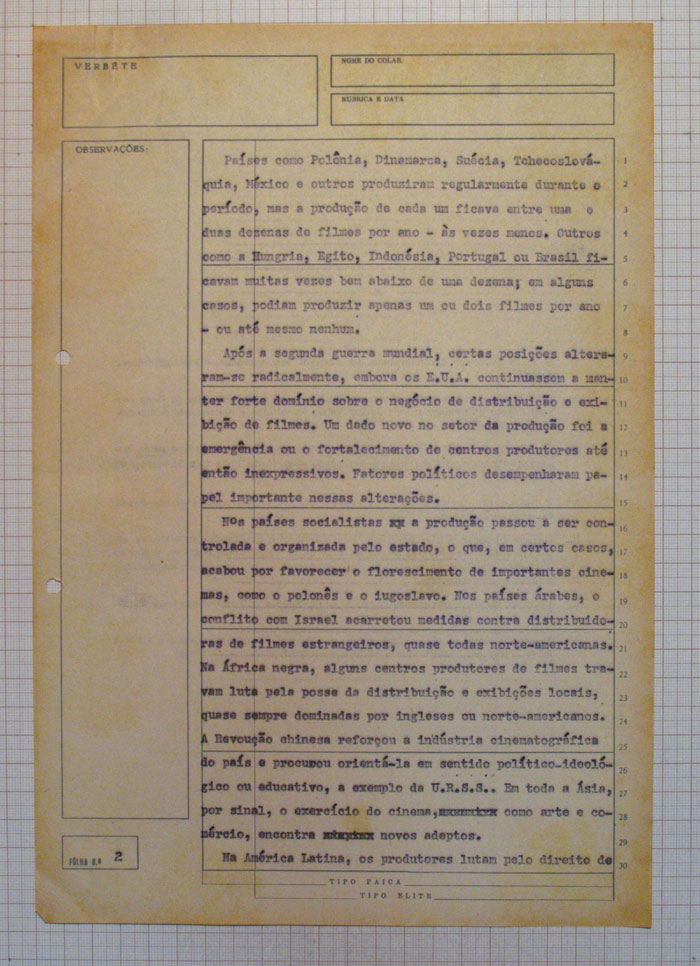 VERBETE
NOME DO COLAB.
RUBRICA E DATA
OBSERVAÇÕES:
Países como Polônia, Dinamarca, Suécia, Tchecoslová- 1
quia, México e outros produziram regularmente durante o 2
período, mas a produção de cada um ficava entre uma e 3
duas dezenas de filmes por ano - às vezes menos. Outros 4
como a Hungria, Egito, Indonésia, Portugal ou Brasil fi- 5
cavam muitas vezes bem abaixo de uma dezena; em alguns 6
casos, podiam produzir apenas um ou dois filmes por ano 7
- ou até mesmo nenhum. 8
Após a segunda guerra mundial, certas posições altera- 9
ram-se radicalmente, embora os E.U.A. continuassem a man- 10
ter forte domínio sobre o negócio de distribuição e exi- 11
bição de filmes. Um dado novo no setor da produção foi a 12
emergência ou o fortalecimento de centros produtores até 13
então inexpressivos. Fatores políticos desempenharam pa- 14
pel importante nessas alterações. 15
Nos países socialistas xx a produção passou a ser con- 16
trolada e organizada pelo estado, o que, em certos casos, 17
acabou por favorecer o florescimento de importantes cine- 18
mas, como o polonês e o iugoslavo. Nos países árabes, o 19
conflito com Israel acarretou medidas contra distribuido- 20
ras de filmes estrangeiros, quase todas norte-americanas. 21
Na África negra, alguns centros produtores de filmes tra- 22
vam luta pela posse da distribuição e exibições locais, 23
quase sempre dominadas por ingleses ou norte-americanos. 24
A Revoução chinesa reforçou a indústria cinematográfica 25
do país e procurou orientá-la em sentido político-ideoló- 26
gico ou educativo, a exemplo da U.R.S.S.. Em toda a Ásia, 27
por sinal, o exercício do cinema, como arte e co- 28
mércio, encontra novos adeptos. 29
Na América Latina, os produtores lutam pelo direito de 30
FÔLHA N.º 2
TIPO PAICA
TIPO ELITE